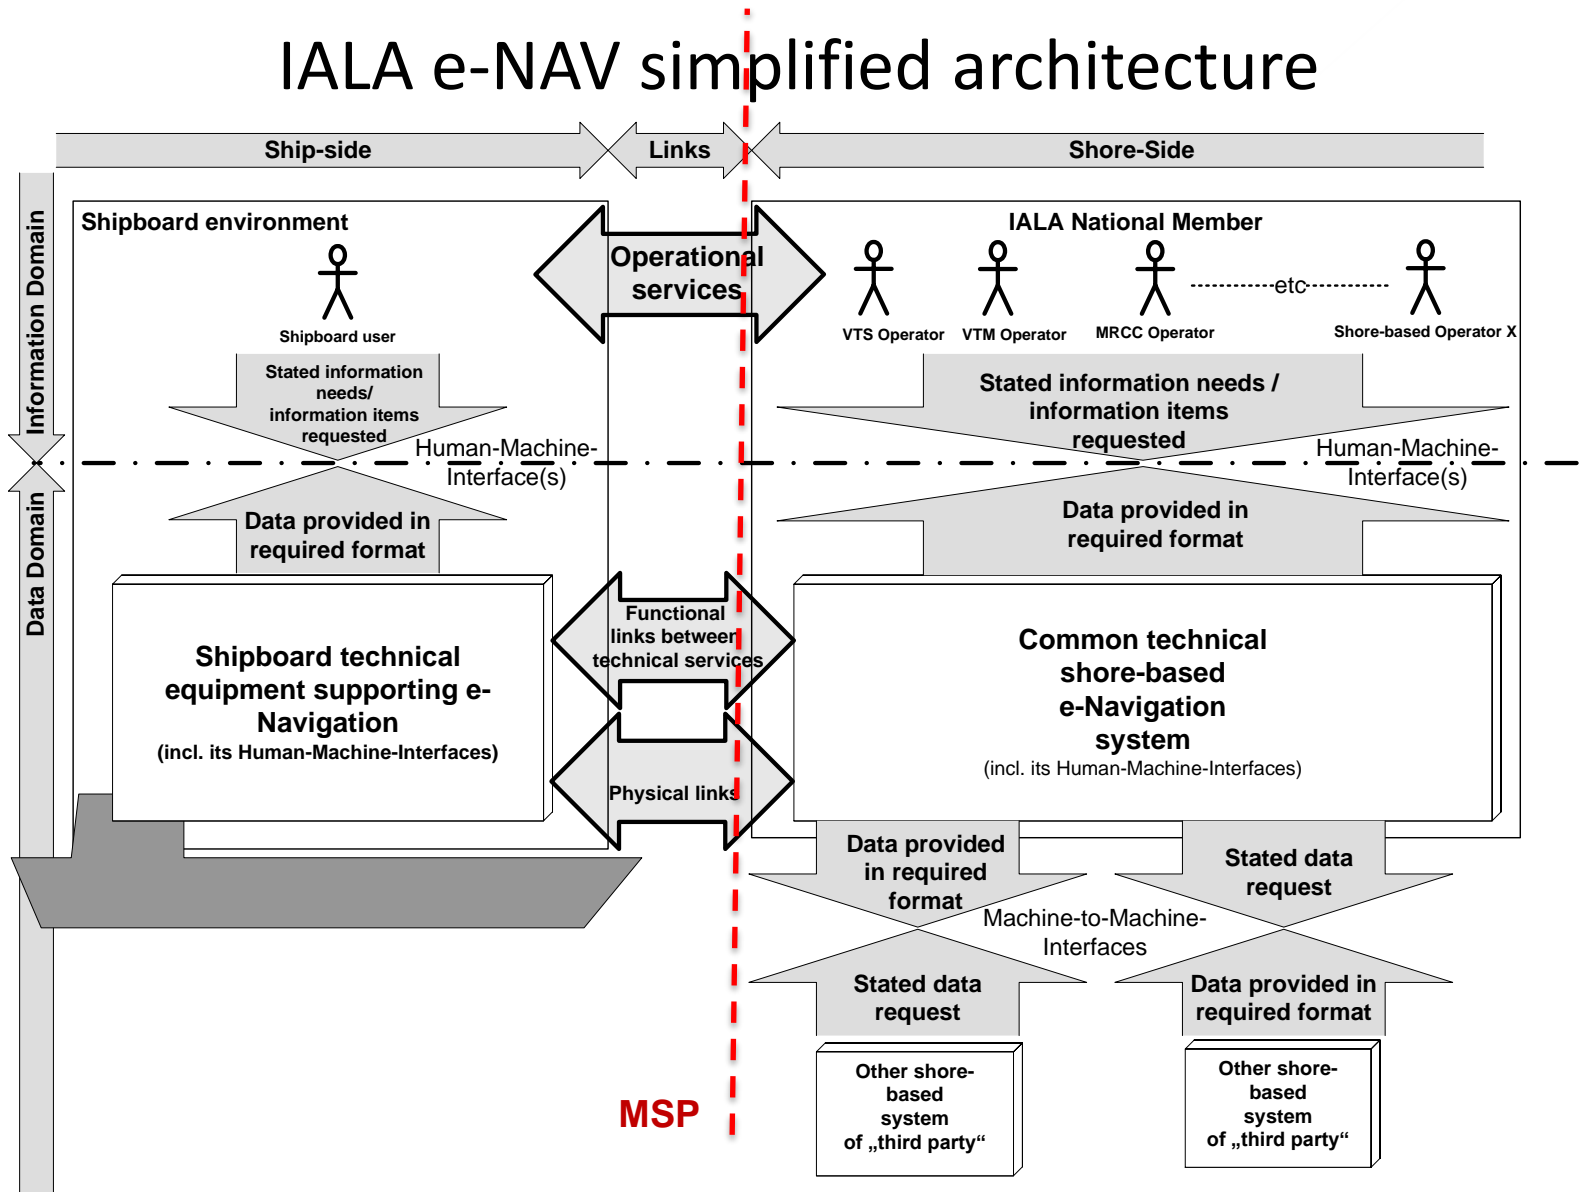 IALA e-NAV simplified architecture
Ship-side
Links
Shore-Side
Information Domain
Data Domain
Shipboard environment
Shipboard user
Stated information
needs/
information items
requested
Human-Machine-
Interface(s)
Data provided in
required format
Shipboard technical
equipment supporting e-
Navigation
(incl. its Human-Machine-Interfaces)
Operational
services
Functional
links between
technical services
Physical links
IALA National Member
VTS Operator
VTM Operator
MRCC Operator
etc
Shore-based Operator X
Stated information needs /
information items
requested
Human-Machine-
Interface(s)
Data provided in
required format
Common technical
shore-based
e-Navigation
system
(incl. its Human-Machine-Interfaces)
Data provided
in required
format
Stated data
request
Machine-to-Machine-
Interfaces
Stated data
request
Data provided in
required format
Other shore-
based
system
of „third party“
Other shore-
based
system
of „third party“
MSP